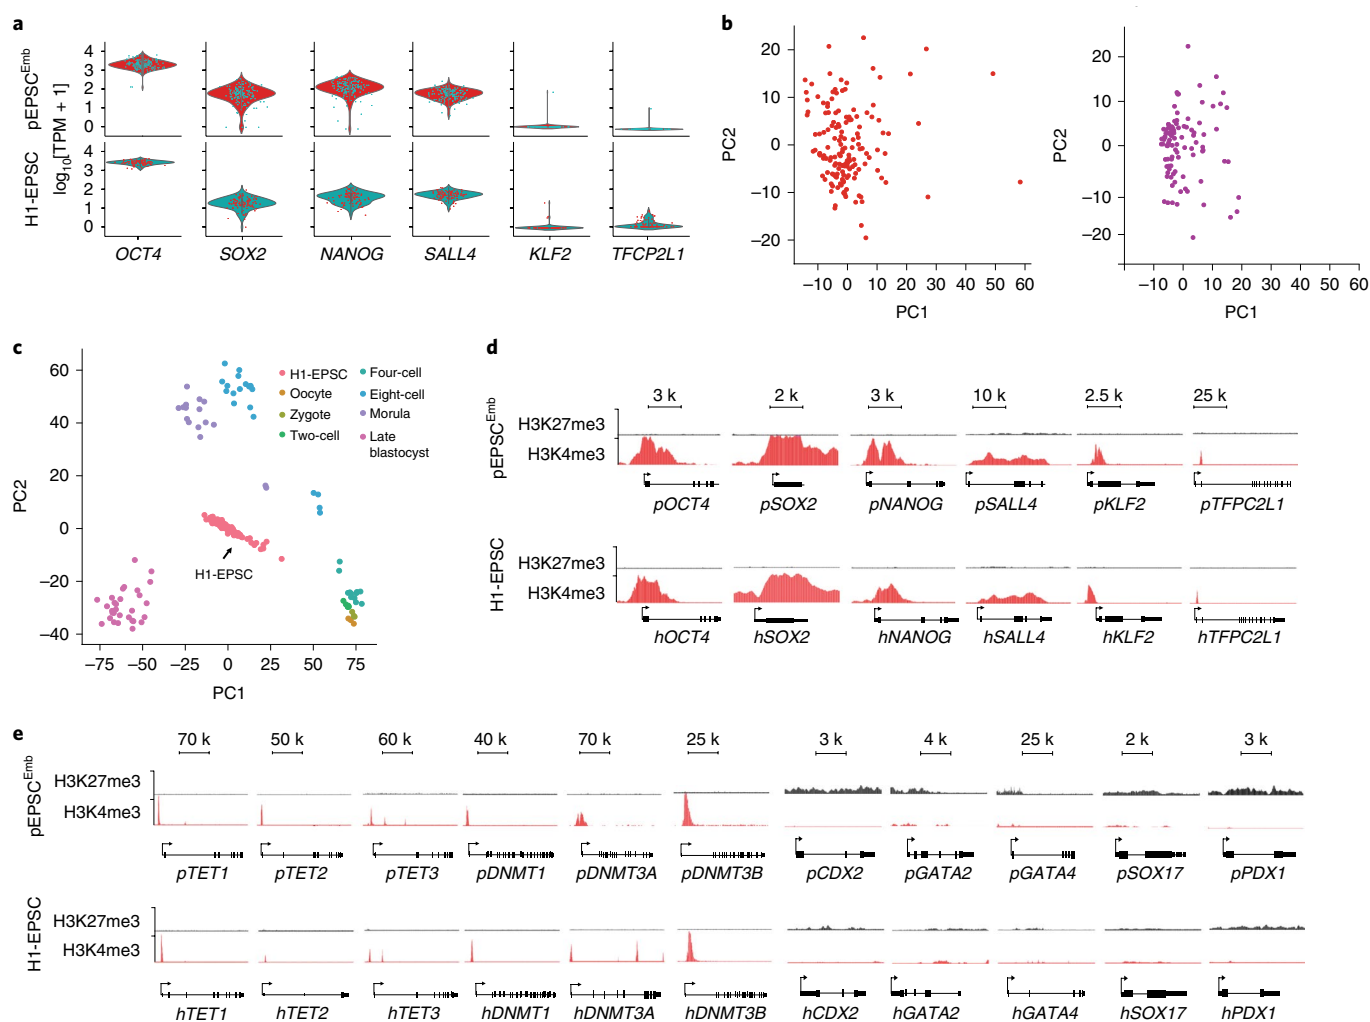 a
pEPSC^Emb
H1-EPSC
log10[TPM + 1]
4
3
2
1
0
4
3
2
1
0
OCT4 SOX2 NANOG SALL4 KLF2 TFCP2L1
b
PC2
20
10
0
−10
−20
−10 0 10 20 30 40 50 60
PC1
PC2
20
10
0
−10
−20
−10 0 10 20 30 40 50 60
PC1
c
PC2
60
40
20
0
−20
−40
−75 −50 −25 0 25 50 75
PC1
H1-EPSC
Oocyte
Zygote
Two-cell
Four-cell
Eight-cell
Morula
Late
blastocyst
H1-EPSC
d
3 k 2 k 3 k 10 k 2.5 k 25 k
pEPSC^Emb
H3K27me3
H3K4me3
pOCT4 pSOX2 pNANOG pSALL4 pKLF2 pTFPC2L1
H1-EPSC
H3K27me3
H3K4me3
hOCT4 hSOX2 hNANOG hSALL4 hKLF2 hTFPC2L1
e
70 k 50 k 60 k 40 k 70 k 25 k 3 k 4 k 25 k 2 k 3 k
pEPSC^Emb
H3K27me3
H3K4me3
pTET1 pTET2 pTET3 pDNMT1 pDNMT3A pDNMT3B pCDX2 pGATA2 pGATA4 pSOX17 pPDX1
H1-EPSC
H3K27me3
H3K4me3
hTET1 hTET2 hTET3 hDNMT1 hDNMT3A hDNMT3B hCDX2 hGATA2 hGATA4 hSOX17 hPDX1